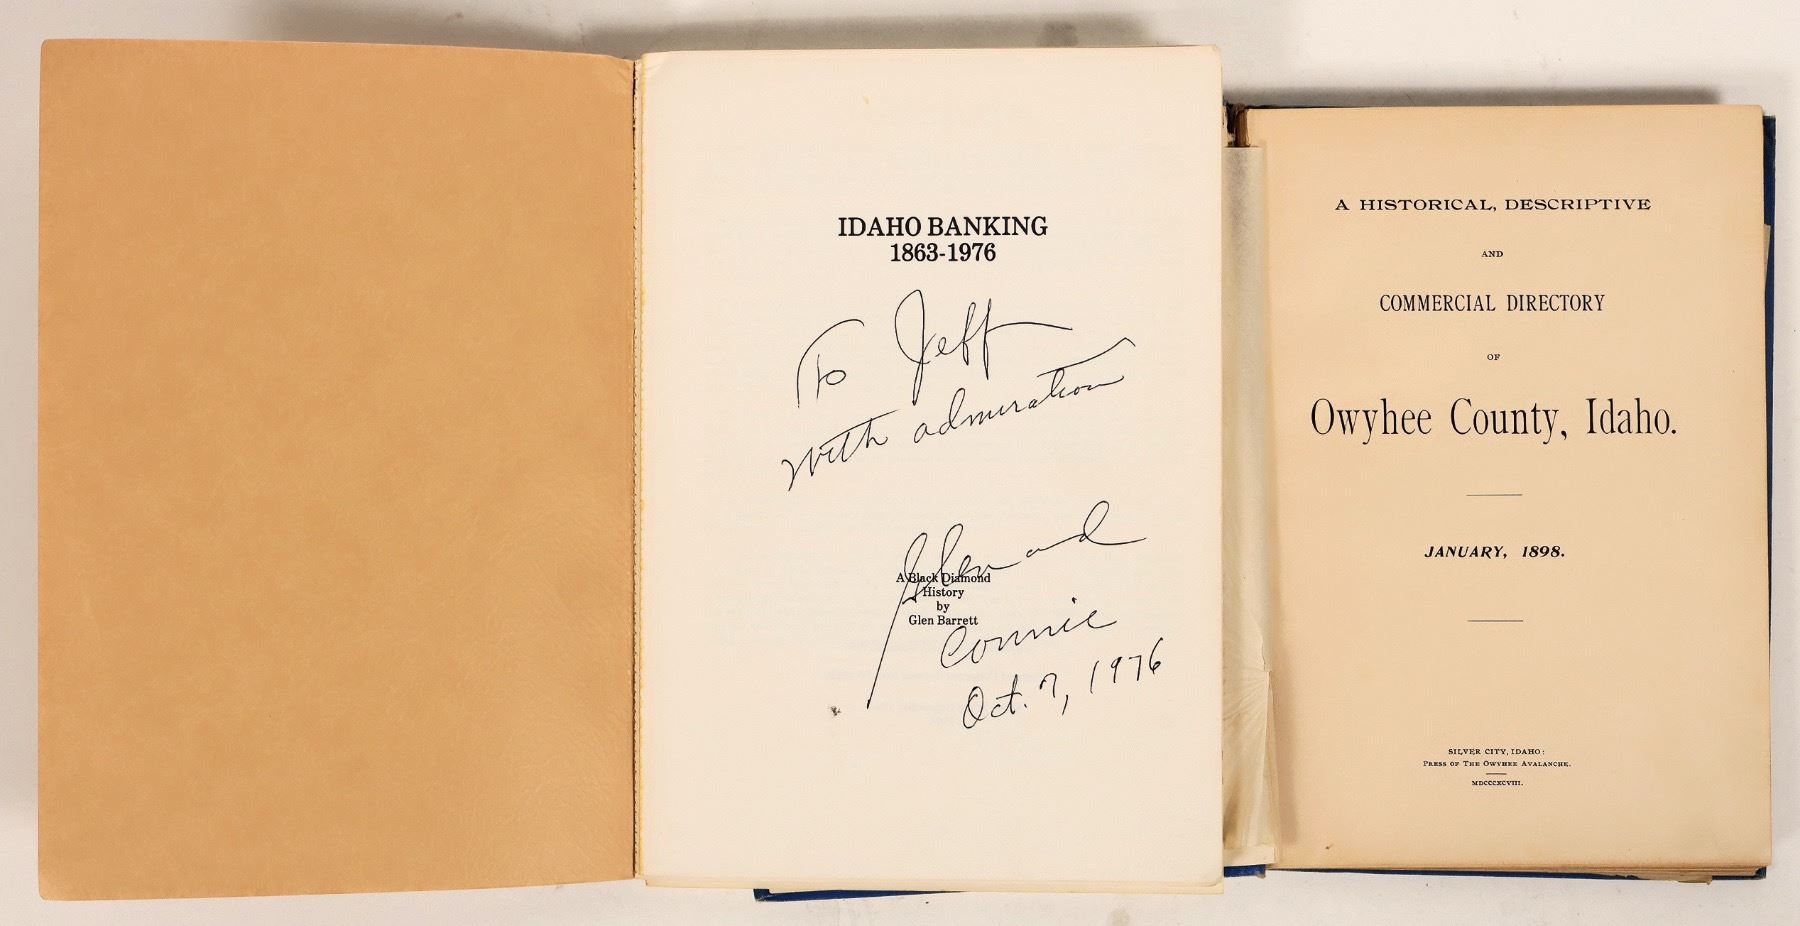 IDAHO BANKING
1863-1976
To Jeff
with admiration
Glen and
A Black Diamond
History
by
Glen Barrett
Connie
Oct. 7, 1976
A HISTORICAL, DESCRIPTIVE
AND
COMMERCIAL DIRECTORY
OF
Owyhee County, Idaho.
JANUARY, 1898.
SILVER CITY, IDAHO:
PRESS OF THE OWYHEE AVALANCHE.
MDCCCXCVIII.